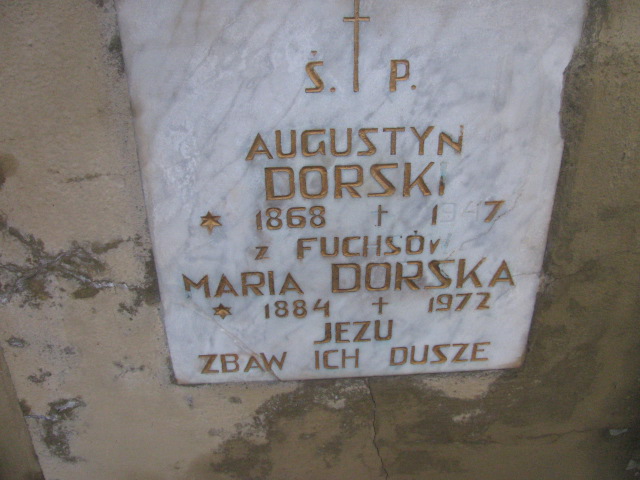 Ś. P.
AUGUSTYN
DORSKI
* 1868 † 1947
z FUCHSÓW
MARIA DORSKA
* 1884 † 1972
JEZU
ZBAW ICH DUSZE